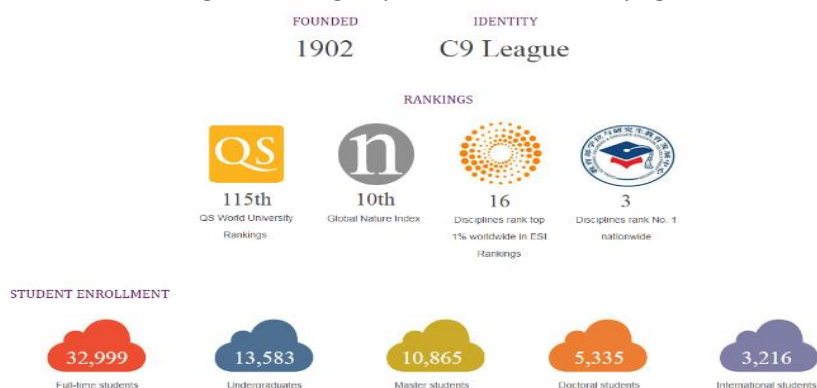 FOUNDED IDENTITY
1902 C9 League
RANKINGS
QS n
115th 10th 16 3
QS World University Rankings
Global Nature Index
Disciplines rank top 1% worldwide in ESI Rankings
Disciplines rank No. 1 nationwide
STUDENT ENROLLMENT
32,999 13,583 10,865 5,335 3,216
Full-time students Undergraduates Master students Doctoral students International students